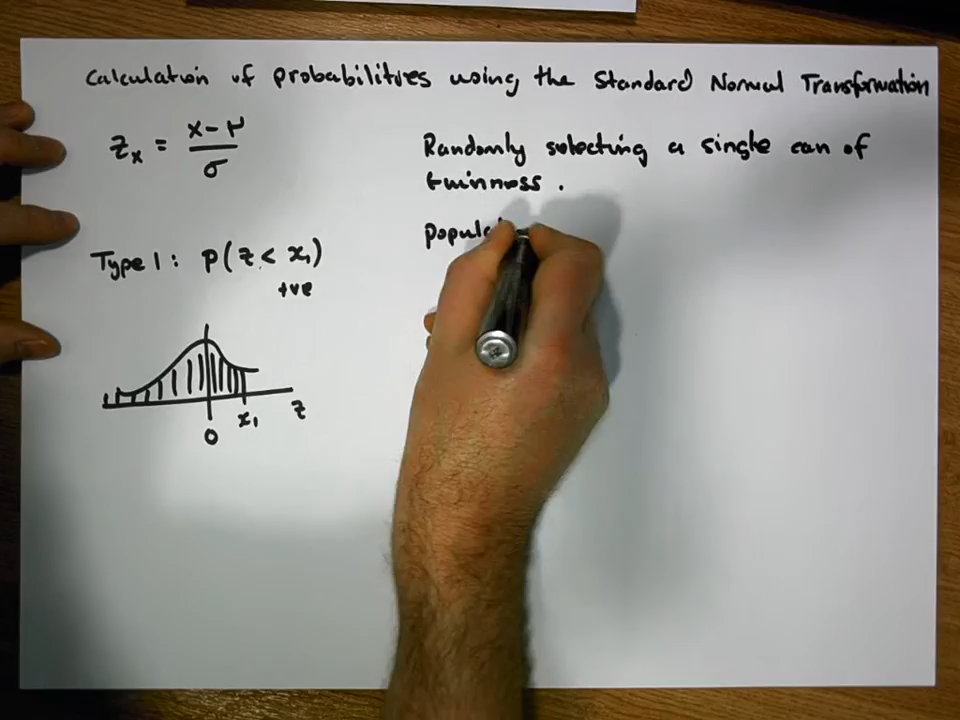 Calculation of probabilities using the Standard Normal Transformation
Zx = x - μ / σ
Randomly selecting a single can of
Guinness.
Popula
Type 1: P(Z < x1)
+ve
x1
z
0